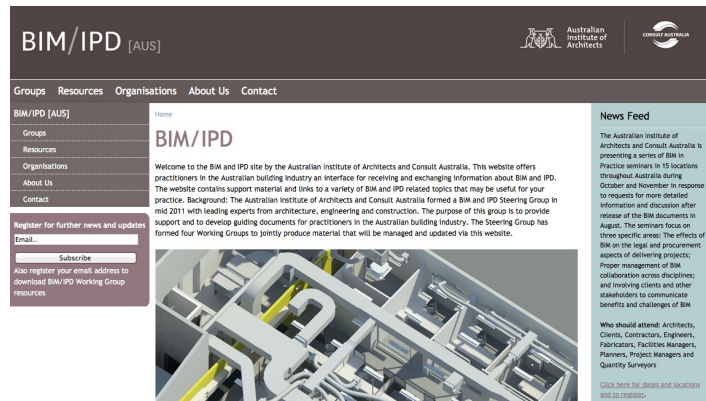 BIM/IPD [AUS]
Australian
Institute of
Architects
CONSULT AUSTRALIA
Groups Resources Organisations About Us Contact
BIM/IPD [AUS]
Groups
Resources
Organisations
About Us
Contact
Register for further news and updates
Email..
Subscribe
Also register your email address to
download BIM/IPD Working Group
resources
Home
BIM/IPD
Welcome to the BIM and IPD site by the Australian Institute of Architects and Consult Australia. This website offers
practitioners in the Australian building industry an interface for receiving and exchanging information about BIM and IPD.
The website contains support material and links to a variety of BIM and IPD related topics that may be useful for your
practice. Background: The Australian Institute of Architects and Consult Australia formed a BIM and IPD Steering Group in
mid 2011 with leading experts from architecture, engineering and construction. The purpose of this group is to provide
support and to develop guiding documents for practitioners in the Australian building industry. The Steering Group has
formed four Working Groups to jointly produce material that will be managed and updated via this website.
News Feed
The Australian Institute of
Architects and Consult Australia is
presenting a series of BIM in
Practice seminars in 15 locations
throughout Australia during
October and November in response
to requests for more detailed
information and discussion after
release of the BIM documents in
August. The seminars focus on
three specific areas: The effects of
BIM on the legal and procurement
aspects of delivering projects;
Proper management of BIM
collaboration across disciplines;
and involving clients and other
stakeholders to communicate
benefits and challenges of BIM
Who should attend: Architects,
Clients, Contractors, Engineers,
Fabricators, Facilities Managers,
Planners, Project Managers and
Quantity Surveyors
Click here for dates and locations
and to register.